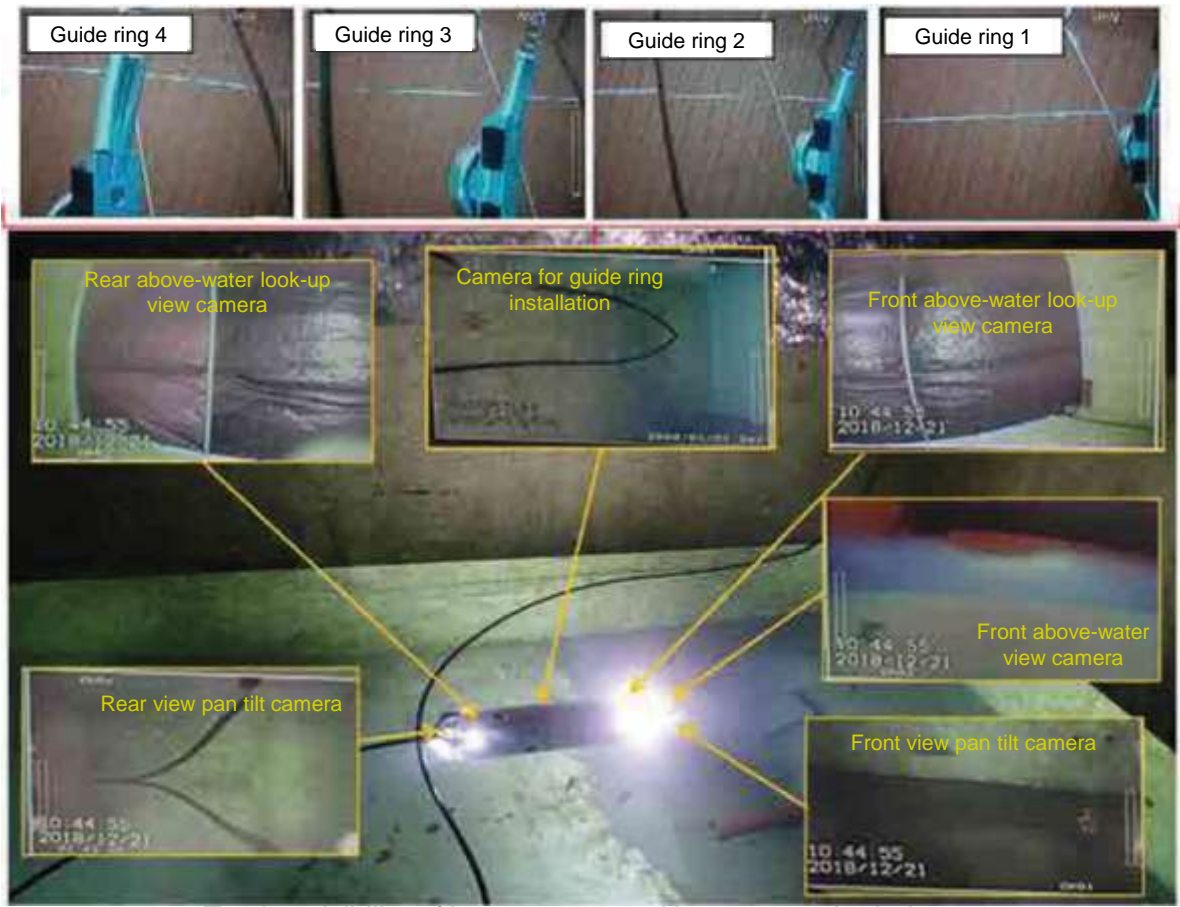 Guide ring 4
Guide ring 3
Guide ring 2
Guide ring 1
Rear above-water look-up
view camera
10:44:55
2018/12/21
Camera for guide ring
installation
Front above-water look-up
view camera
10:44:55
2018/12/21
10:44:55
2018/12/21
Front above-water
view camera
Rear view pan tilt camera
10:44:55
2018/12/21
Front view pan tilt camera
10:44:55
2018/12/21